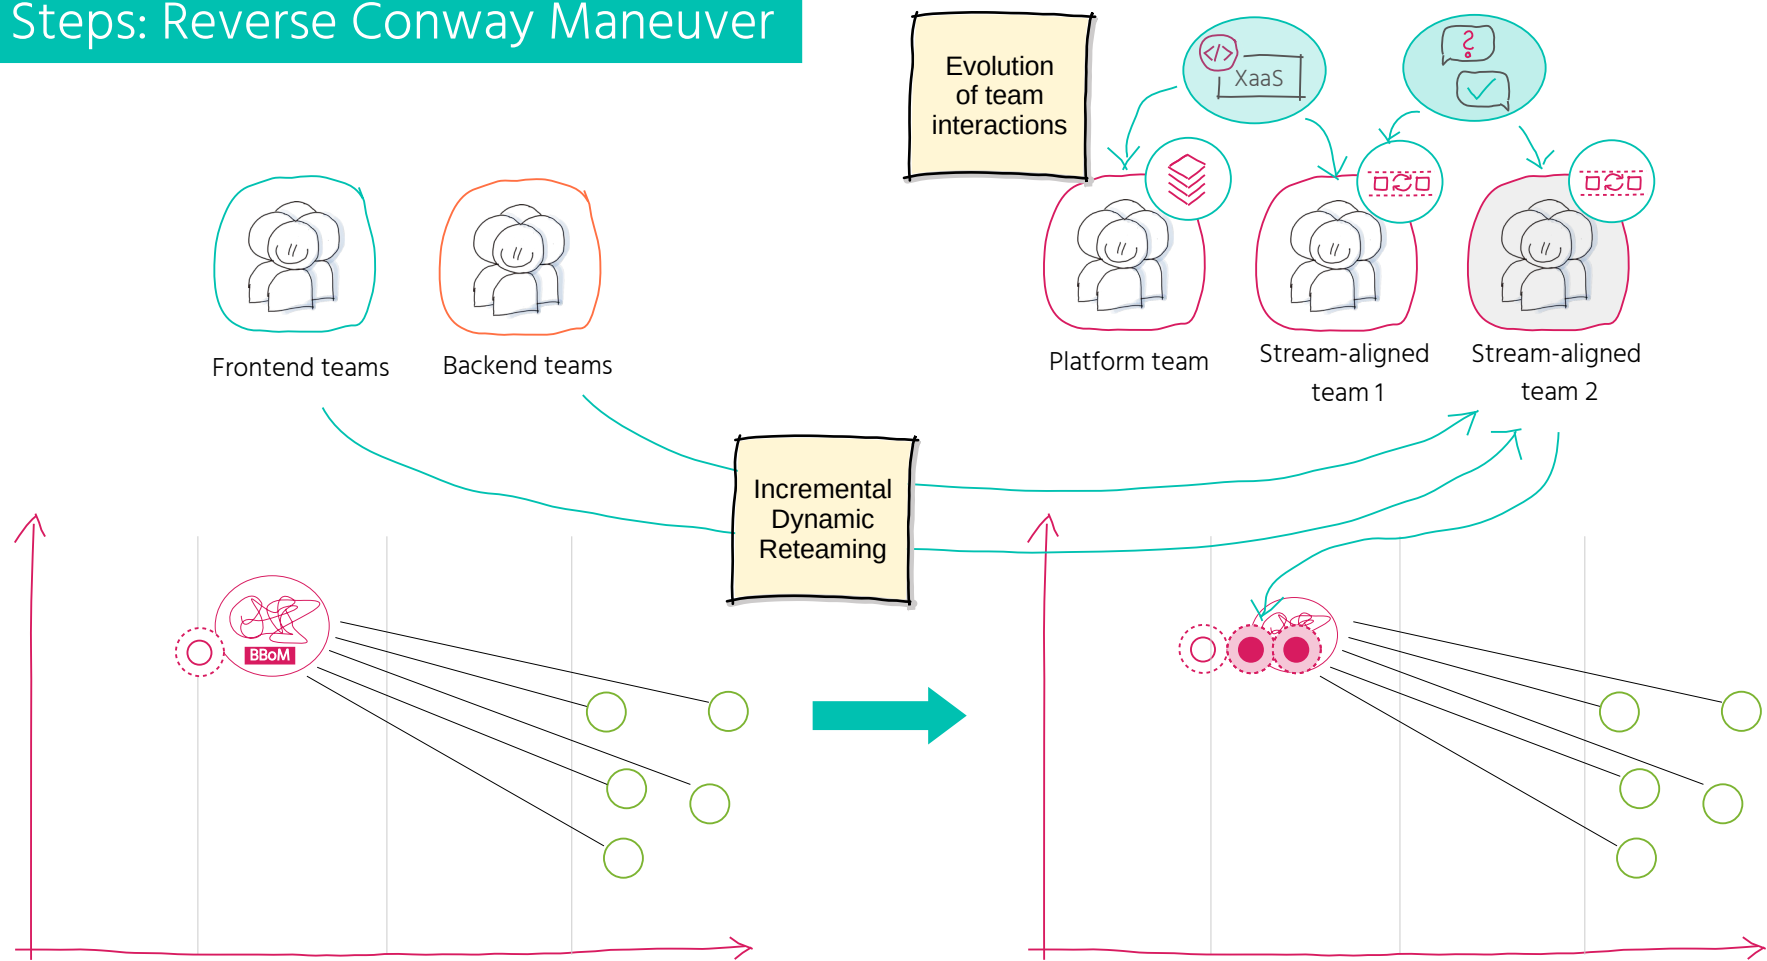 Steps: Reverse Conway Maneuver
Evolution
of team
interactions
</>
XaaS
?
Frontend teams
Backend teams
Platform team
Stream-aligned
team 1
Stream-aligned
team 2
Incremental
Dynamic
Reteaming
BBoM